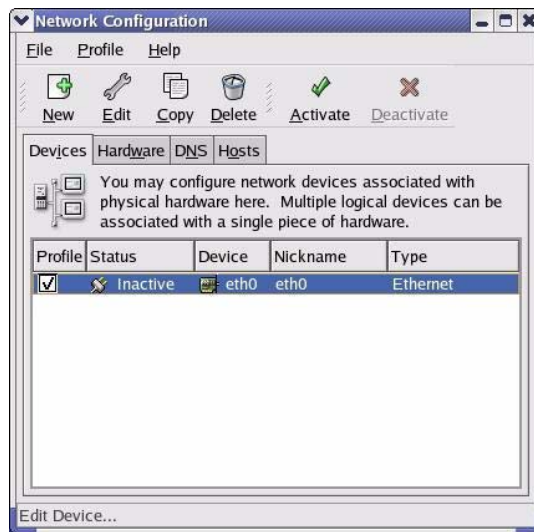 Network Configuration
File Profile Help
New Edit Copy Delete Activate Deactivate
Devices Hardware DNS Hosts
You may configure network devices associated with
physical hardware here. Multiple logical devices can be
associated with a single piece of hardware.
Profile Status Device Nickname Type
Inactive eth0 eth0 Ethernet
Edit Device...